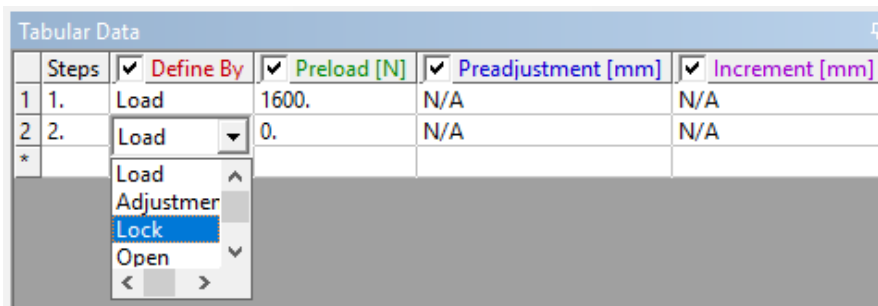 Tabular Data
Steps Define By Preload [N] Preadjustment [mm] Increment [mm]
1 1. Load 1600. N/A N/A
2 2. Load 0. N/A N/A
*
Load
Adjustmer
Lock
Open